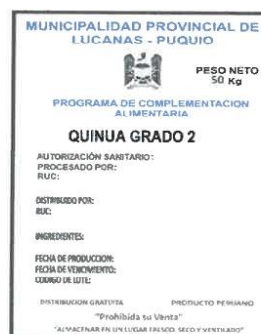 MUNICIPALIDAD PROVINCIAL DE
LUCANAS - PUQUIO
PESO NETO
50 Kg
PROGRAMA DE COMPLEMENTACION
ALIMENTARIA
QUINUA GRADO 2
AUTORIZACIÓN SANITARIO:
PROCESADO POR:
RUC:
DISTRIBUIDO POR:
RUC:
INGREDIENTES:
FECHA DE PRODUCCION:
FECHA DE VENCIMIENTO:
CODIGO DE LOTE:
DISTRIBUCION GRATUITA PRODUCTO PERUANO
"Prohibida su Venta"
"ALMACENAR EN UN LUGAR FRESCO, SECO Y VENTILADO"